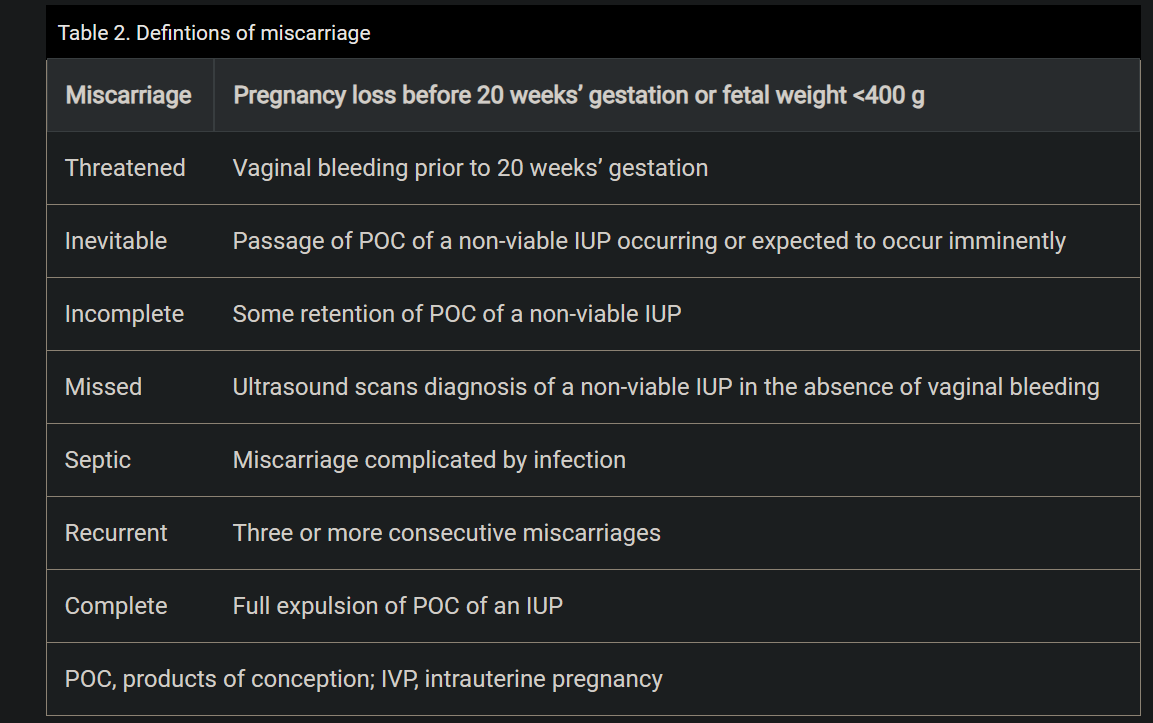 Table 2. Defintions of miscarriage
Miscarriage Pregnancy loss before 20 weeks’ gestation or fetal weight <400 g
Threatened Vaginal bleeding prior to 20 weeks’ gestation
Inevitable Passage of POC of a non-viable IUP occurring or expected to occur imminently
Incomplete Some retention of POC of a non-viable IUP
Missed Ultrasound scans diagnosis of a non-viable IUP in the absence of vaginal bleeding
Septic Miscarriage complicated by infection
Recurrent Three or more consecutive miscarriages
Complete Full expulsion of POC of an IUP
POC, products of conception; IVP, intrauterine pregnancy